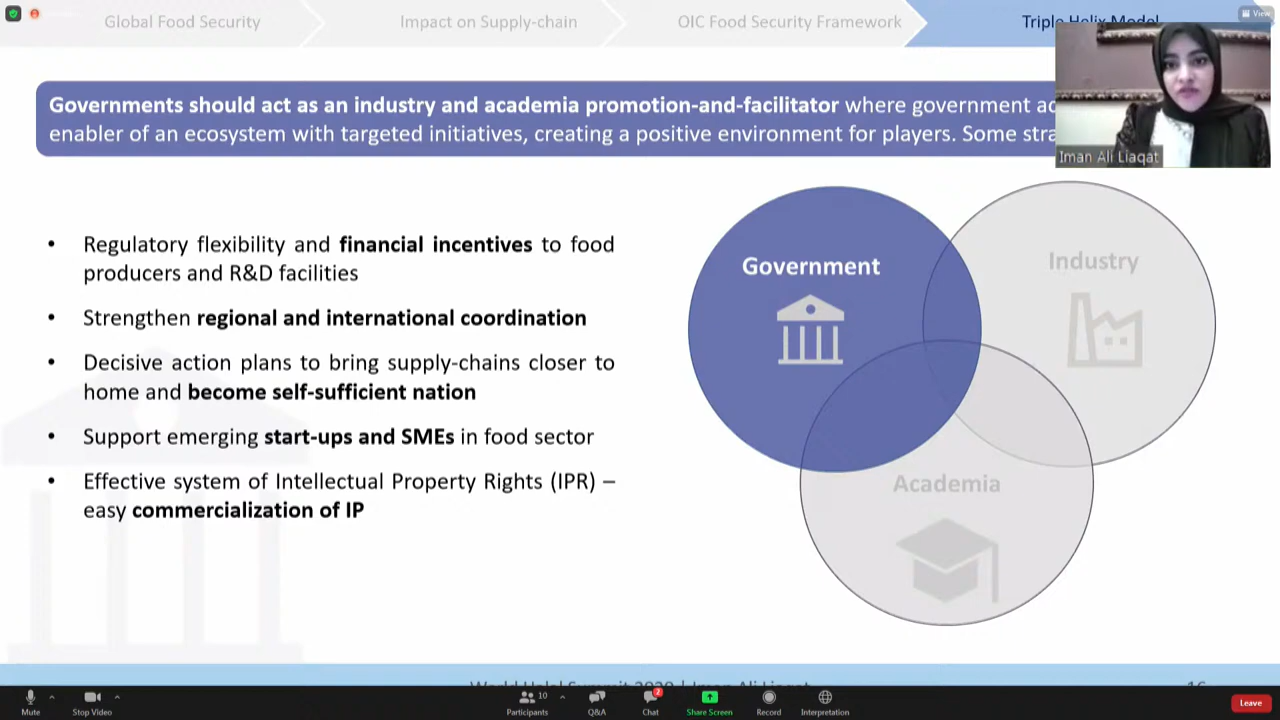 Global Food Security
Impact on Supply-chain
OIC Food Security Framework
Triple Helix Model
View
Governments should act as an industry and academia promotion-and-facilitator where government
enabler of an ecosystem with targeted initiatives, creating a positive environment for players. Some
Iman Ali Liaqat
• Regulatory flexibility and financial incentives to food
producers and R&D facilities
• Strengthen regional and international coordination
• Decisive action plans to bring supply-chains closer to
home and become self-sufficient nation
• Support emerging start-ups and SMEs in food sector
• Effective system of Intellectual Property Rights (IPR) –
easy commercialization of IP
Government
Industry
Academia
World Halal Summit 2020 | Iman Ali Liaqat
16
Mute
Stop Video
10
Participants
Q&A
2
Chat
Share Screen
Record
Interpretation
Leave